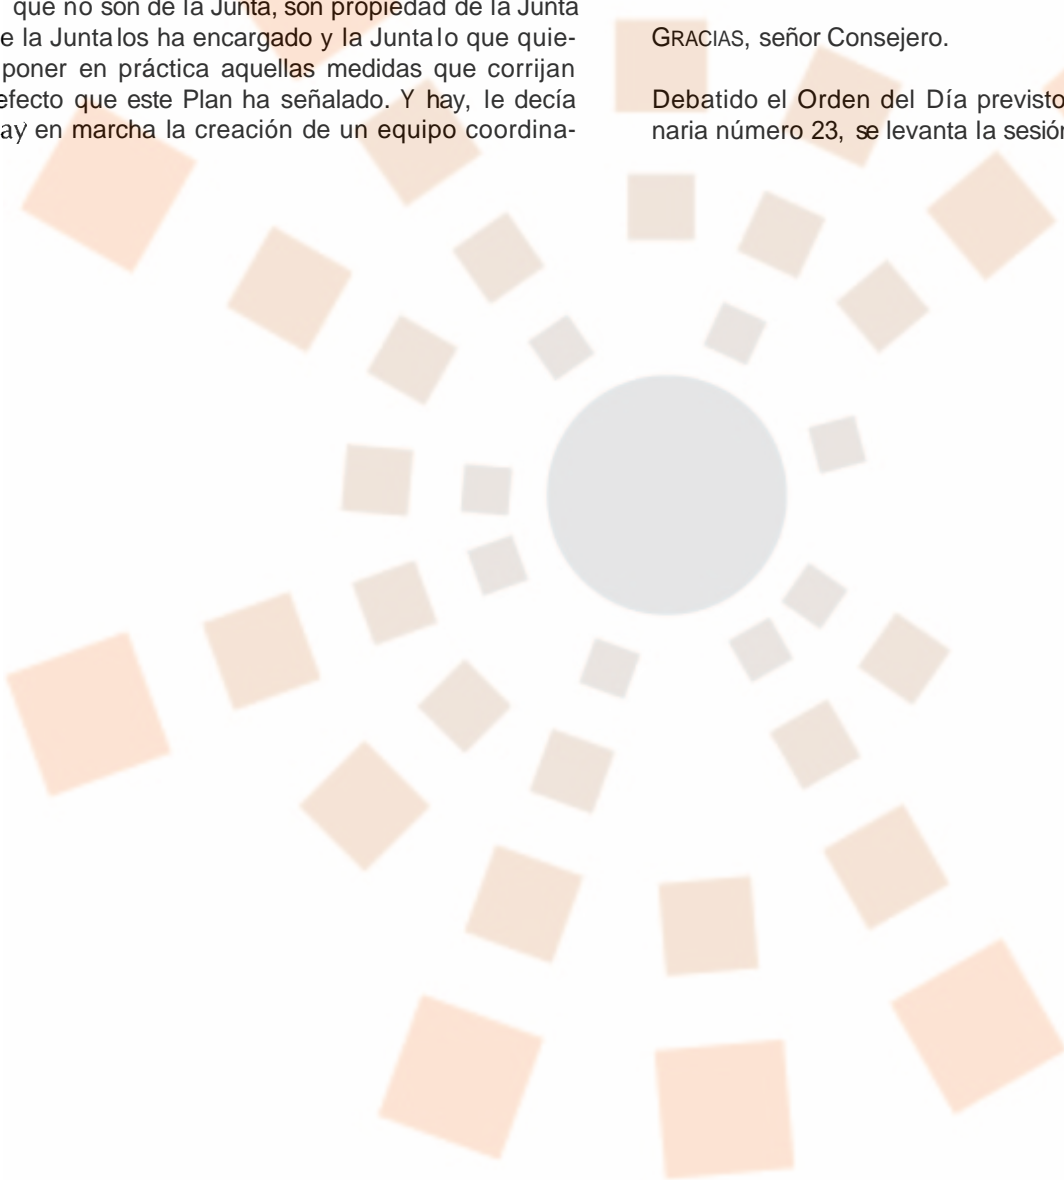 que no son de la Junta, son propiedad de la Junta
e la Junta los ha encargado y la Junta lo que quie-
poner en práctica aquellas medidas que corrijan
efecto que este Plan ha señalado. Y hay, le decía
ay en marcha la creación de un equipo coordina-
GRACIAS, señor Consejero.
Debatido el Orden del Día previsto
naria número 23, se levanta la sesión